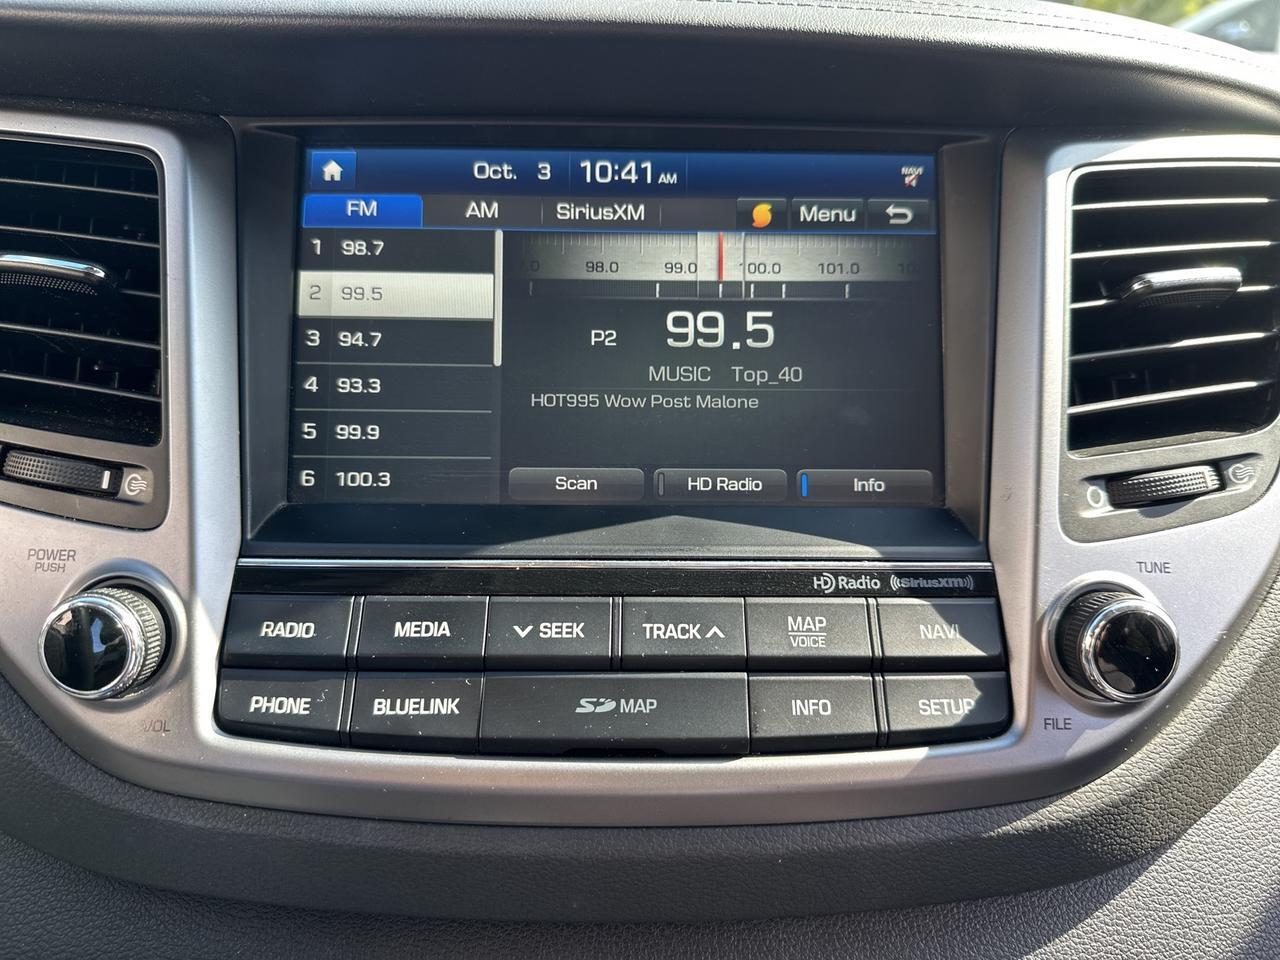 Oct. 3 10:41 AM NAVI
FM AM SiriusXM Menu
1 98.7
2 99.5
3 94.7
4 93.3
5 99.9
6 100.3
98.0 99.0 100.0 101.0
P2 99.5
MUSIC Top_40
HOT995 Wow Post Malone
Scan HD Radio Info
HD Radio ((SiriusXM))
POWER
PUSH
VOL
RADIO MEDIA SEEK TRACK MAP
VOICE
NAVI
PHONE BLUELINK SD MAP INFO SETUP
TUNE
FILE